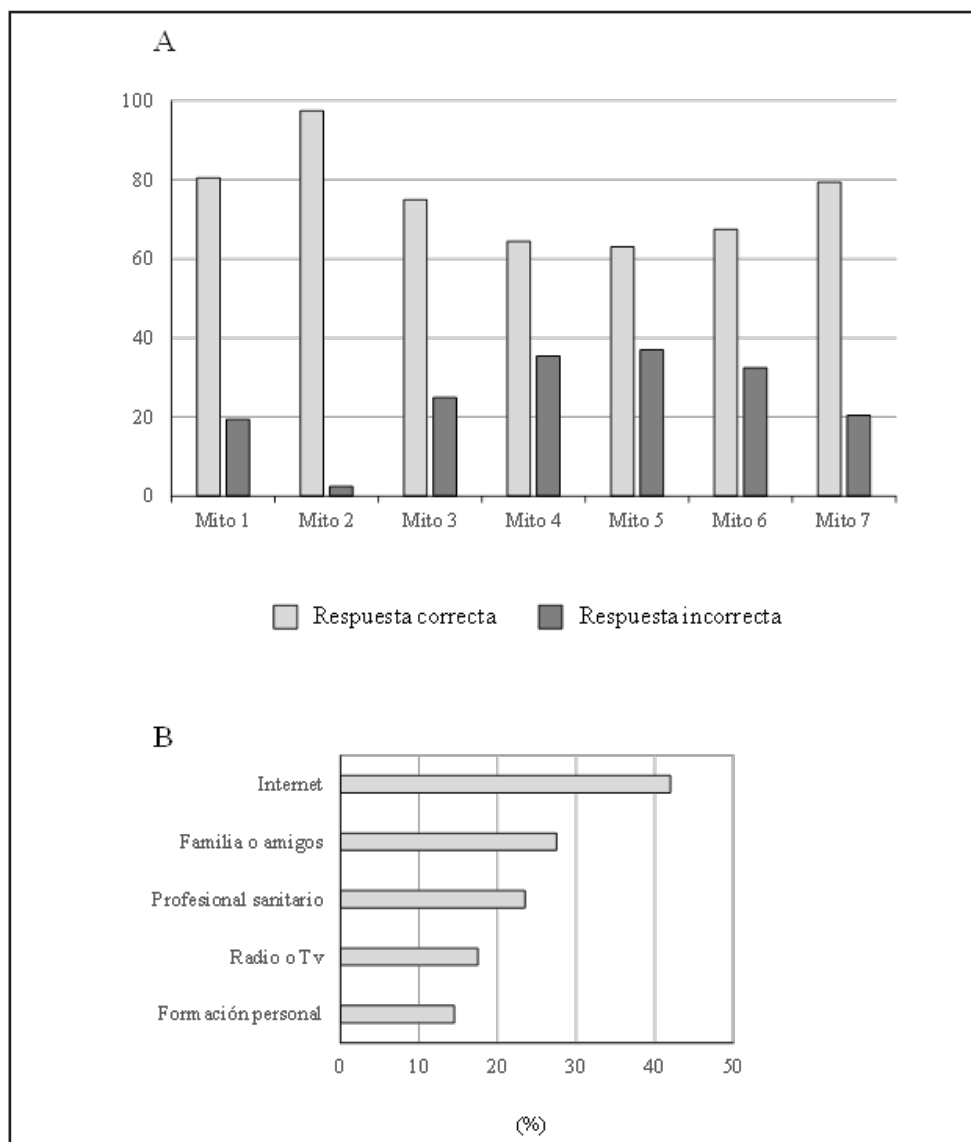 A
100
80
60
40
20
0
Mito 1 Mito 2 Mito 3 Mito 4 Mito 5 Mito 6 Mito 7
Respuesta correcta Respuesta incorrecta
B
Internet
Familia o amigos
Profesional sanitario
Radio o Tv
Formación personal
0 10 20 30 40 50
(%)